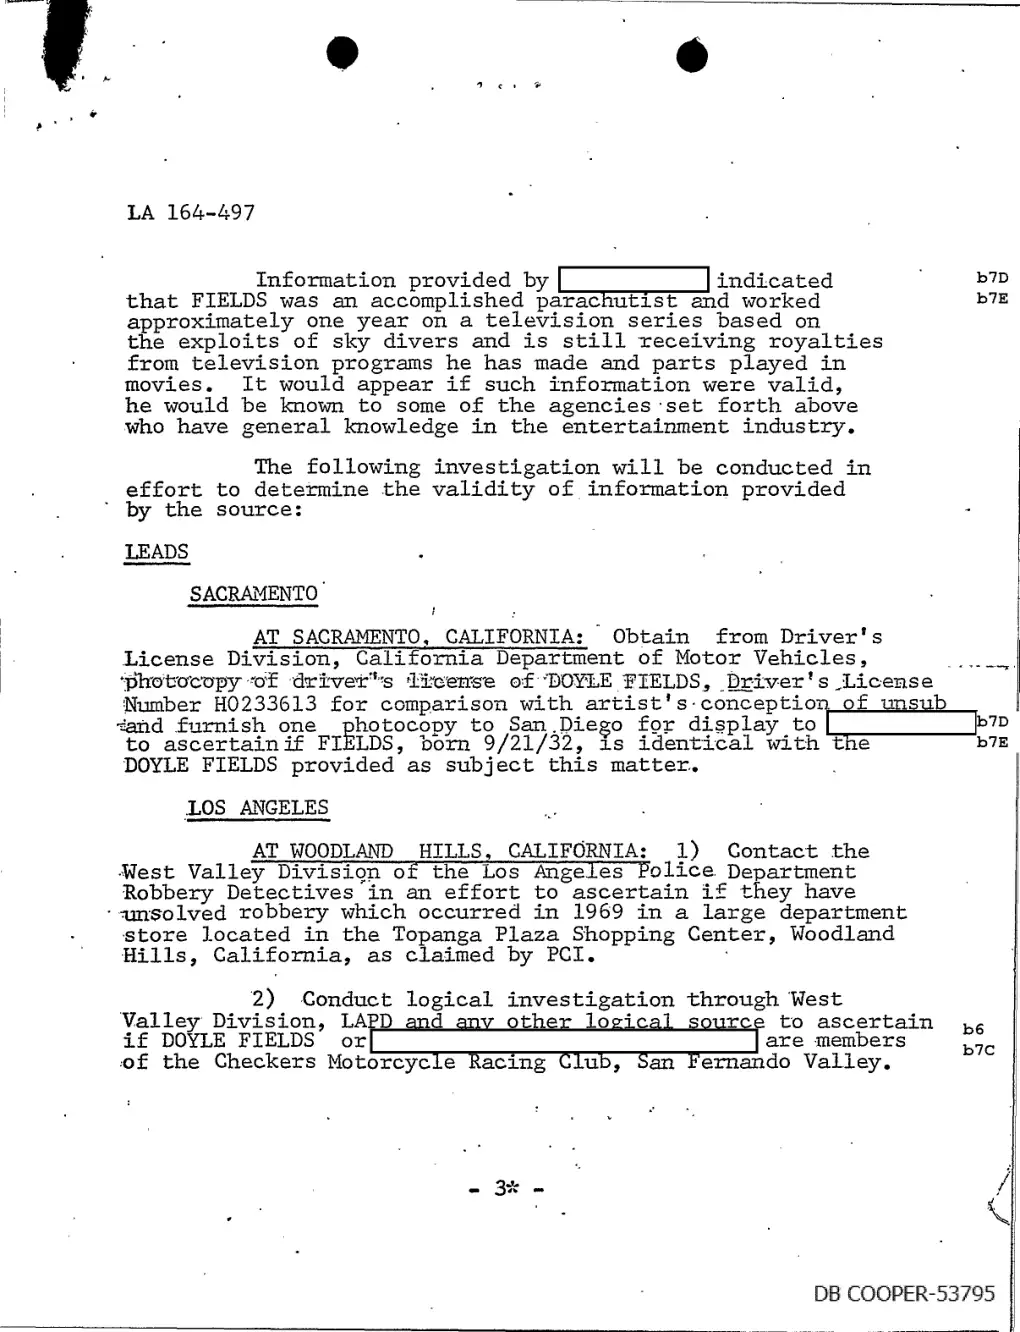 LA 164-497
Information provided by indicated b7D
that FIELDS was an accomplished parachutist and worked b7E
approximately one year on a television series based on
the exploits of sky divers and is still receiving royalties
from television programs he has made and parts played in
movies. It would appear if such information were valid,
he would be known to some of the agencies set forth above
who have general knowledge in the entertainment industry.
The following investigation will be conducted in
effort to determine the validity of information provided
by the source:
LEADS
SACRAMENTO
AT SACRAMENTO, CALIFORNIA: Obtain from Driver's
License Division, California Department of Motor Vehicles,
photocopy of driver's license of DOYLE FIELDS, Driver's License
Number H0233613 for comparison with artist's conception of unsub
and furnish one photocopy to San Diego for display to b7D
to ascertain if FIELDS, born 9/21/32, is identical with the b7E
DOYLE FIELDS provided as subject this matter.
LOS ANGELES
AT WOODLAND HILLS, CALIFORNIA: 1) Contact the
West Valley Division of the Los Angeles Police Department
Robbery Detectives in an effort to ascertain if they have
unsolved robbery which occurred in 1969 in a large department
store located in the Topanga Plaza Shopping Center, Woodland
Hills, California, as claimed by PCI.
2) Conduct logical investigation through West
Valley Division, LAPD and any other logical source to ascertain b6
if DOYLE FIELDS or are members b7C
of the Checkers Motorcycle Racing Club, San Fernando Valley.
- 3* -
DB COOPER-53795